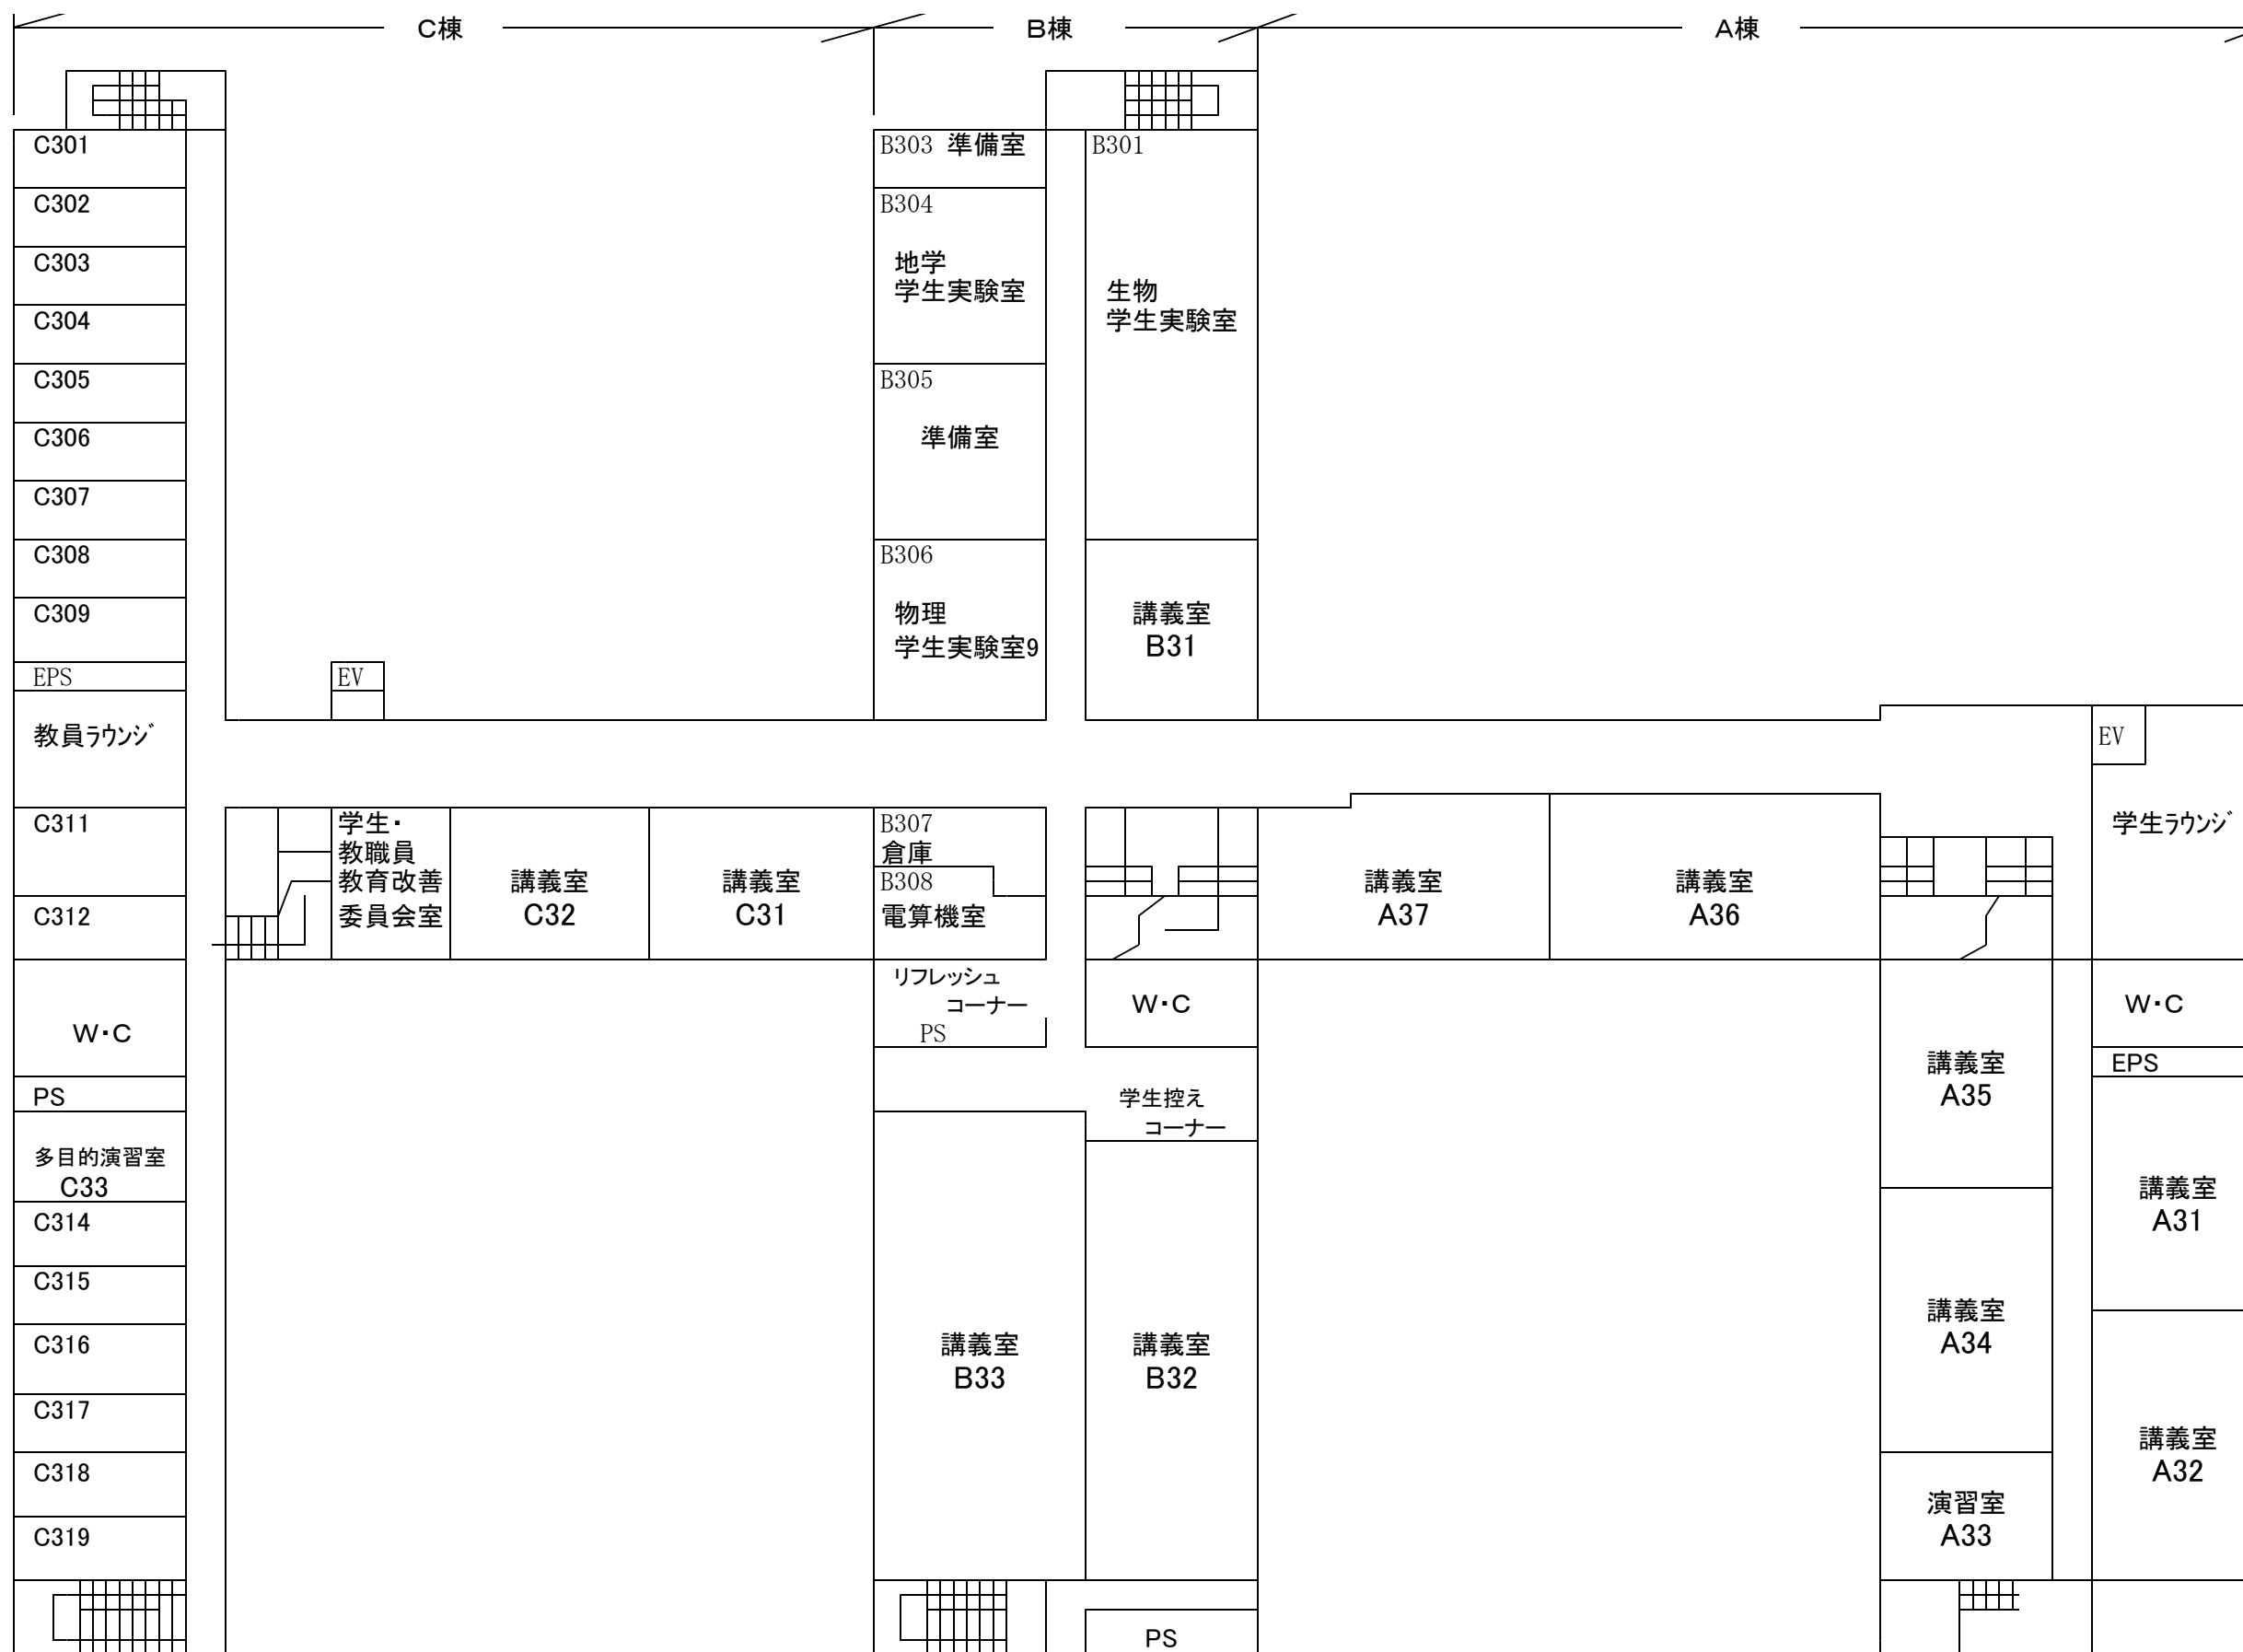 C棟
B棟
A棟
C301
C302
C303
C304
C305
C306
C307
C308
C309
EPS
教員ﾗｳﾝｼﾞ
C311
C312
W・C
PS
多目的演習室
C33
C314
C315
C316
C317
C318
C319
EV
学生・
教職員
教育改善
委員会室
講義室
C32
講義室
C31
B303 準備室
B304
地学
学生実験室
B305
準備室
B306
物理
学生実験室9
B307
倉庫
B308
電算機室
リフレッシュ
コーナー
PS
講義室
B33
B301
生物
学生実験室
講義室
B31
W・C
学生控え
コーナー
講義室
B32
PS
講義室
A37
講義室
A36
講義室
A35
講義室
A34
演習室
A33
EV
学生ﾗｳﾝｼﾞ
W・C
EPS
講義室
A31
講義室
A32